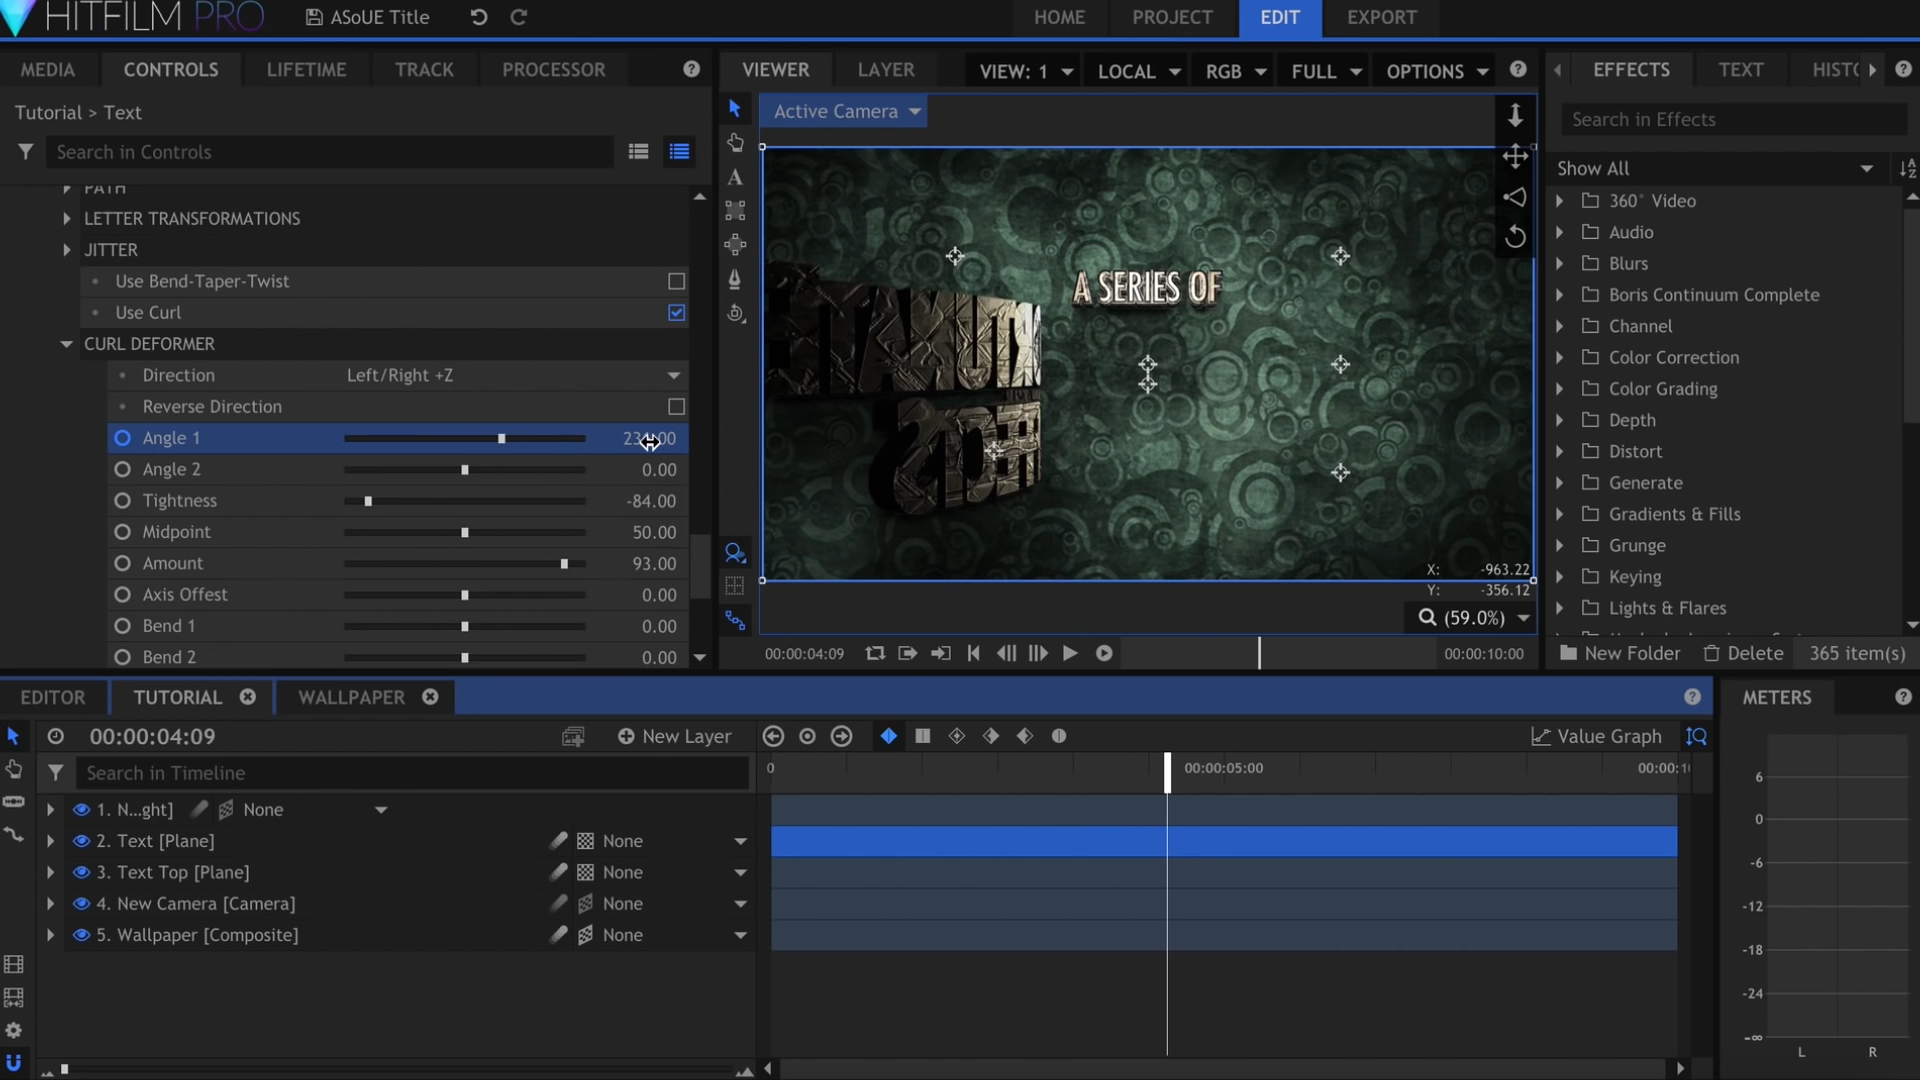 HITFILM PRO
ASoUE Title
HOME
PROJECT
EDIT
EXPORT
MEDIA
CONTROLS
LIFETIME
TRACK
PROCESSOR
VIEWER
LAYER
VIEW: 1
LOCAL
RGB
FULL
OPTIONS
EFFECTS
TEXT
Tutorial > Text
Active Camera
Search in Effects
Search in Controls
Show All
PATH
LETTER TRANSFORMATIONS
JITTER
Use Bend-Taper-Twist
Use Curl
CURL DEFORMER
Direction Left/Right +Z
Reverse Direction
Angle 1
Angle 2 0.00
Tightness -84.00
Midpoint 50.00
Amount 93.00
Axis Offest 0.00
Bend 1 0.00
Bend 2 0.00
A SERIES OF
X: -963.22
Y: -356.12
(59.0%)
00:00:04:09
00:00:10:00
360° Video
Audio
Blurs
Boris Continuum Complete
Channel
Color Correction
Color Grading
Depth
Distort
Generate
Gradients & Fills
Grunge
Keying
Lights & Flares
New Folder
Delete
365 item(s)
EDITOR
TUTORIAL
WALLPAPER
METERS
00:00:04:09
New Layer
Value Graph
Search in Timeline
0
00:00:05:00
00:00:1
1. N...ght] None
2. Text [Plane] None
3. Text Top [Plane] None
4. New Camera [Camera] None
5. Wallpaper [Composite] None
6
0
-6
-12
-18
-24
-∞
L R